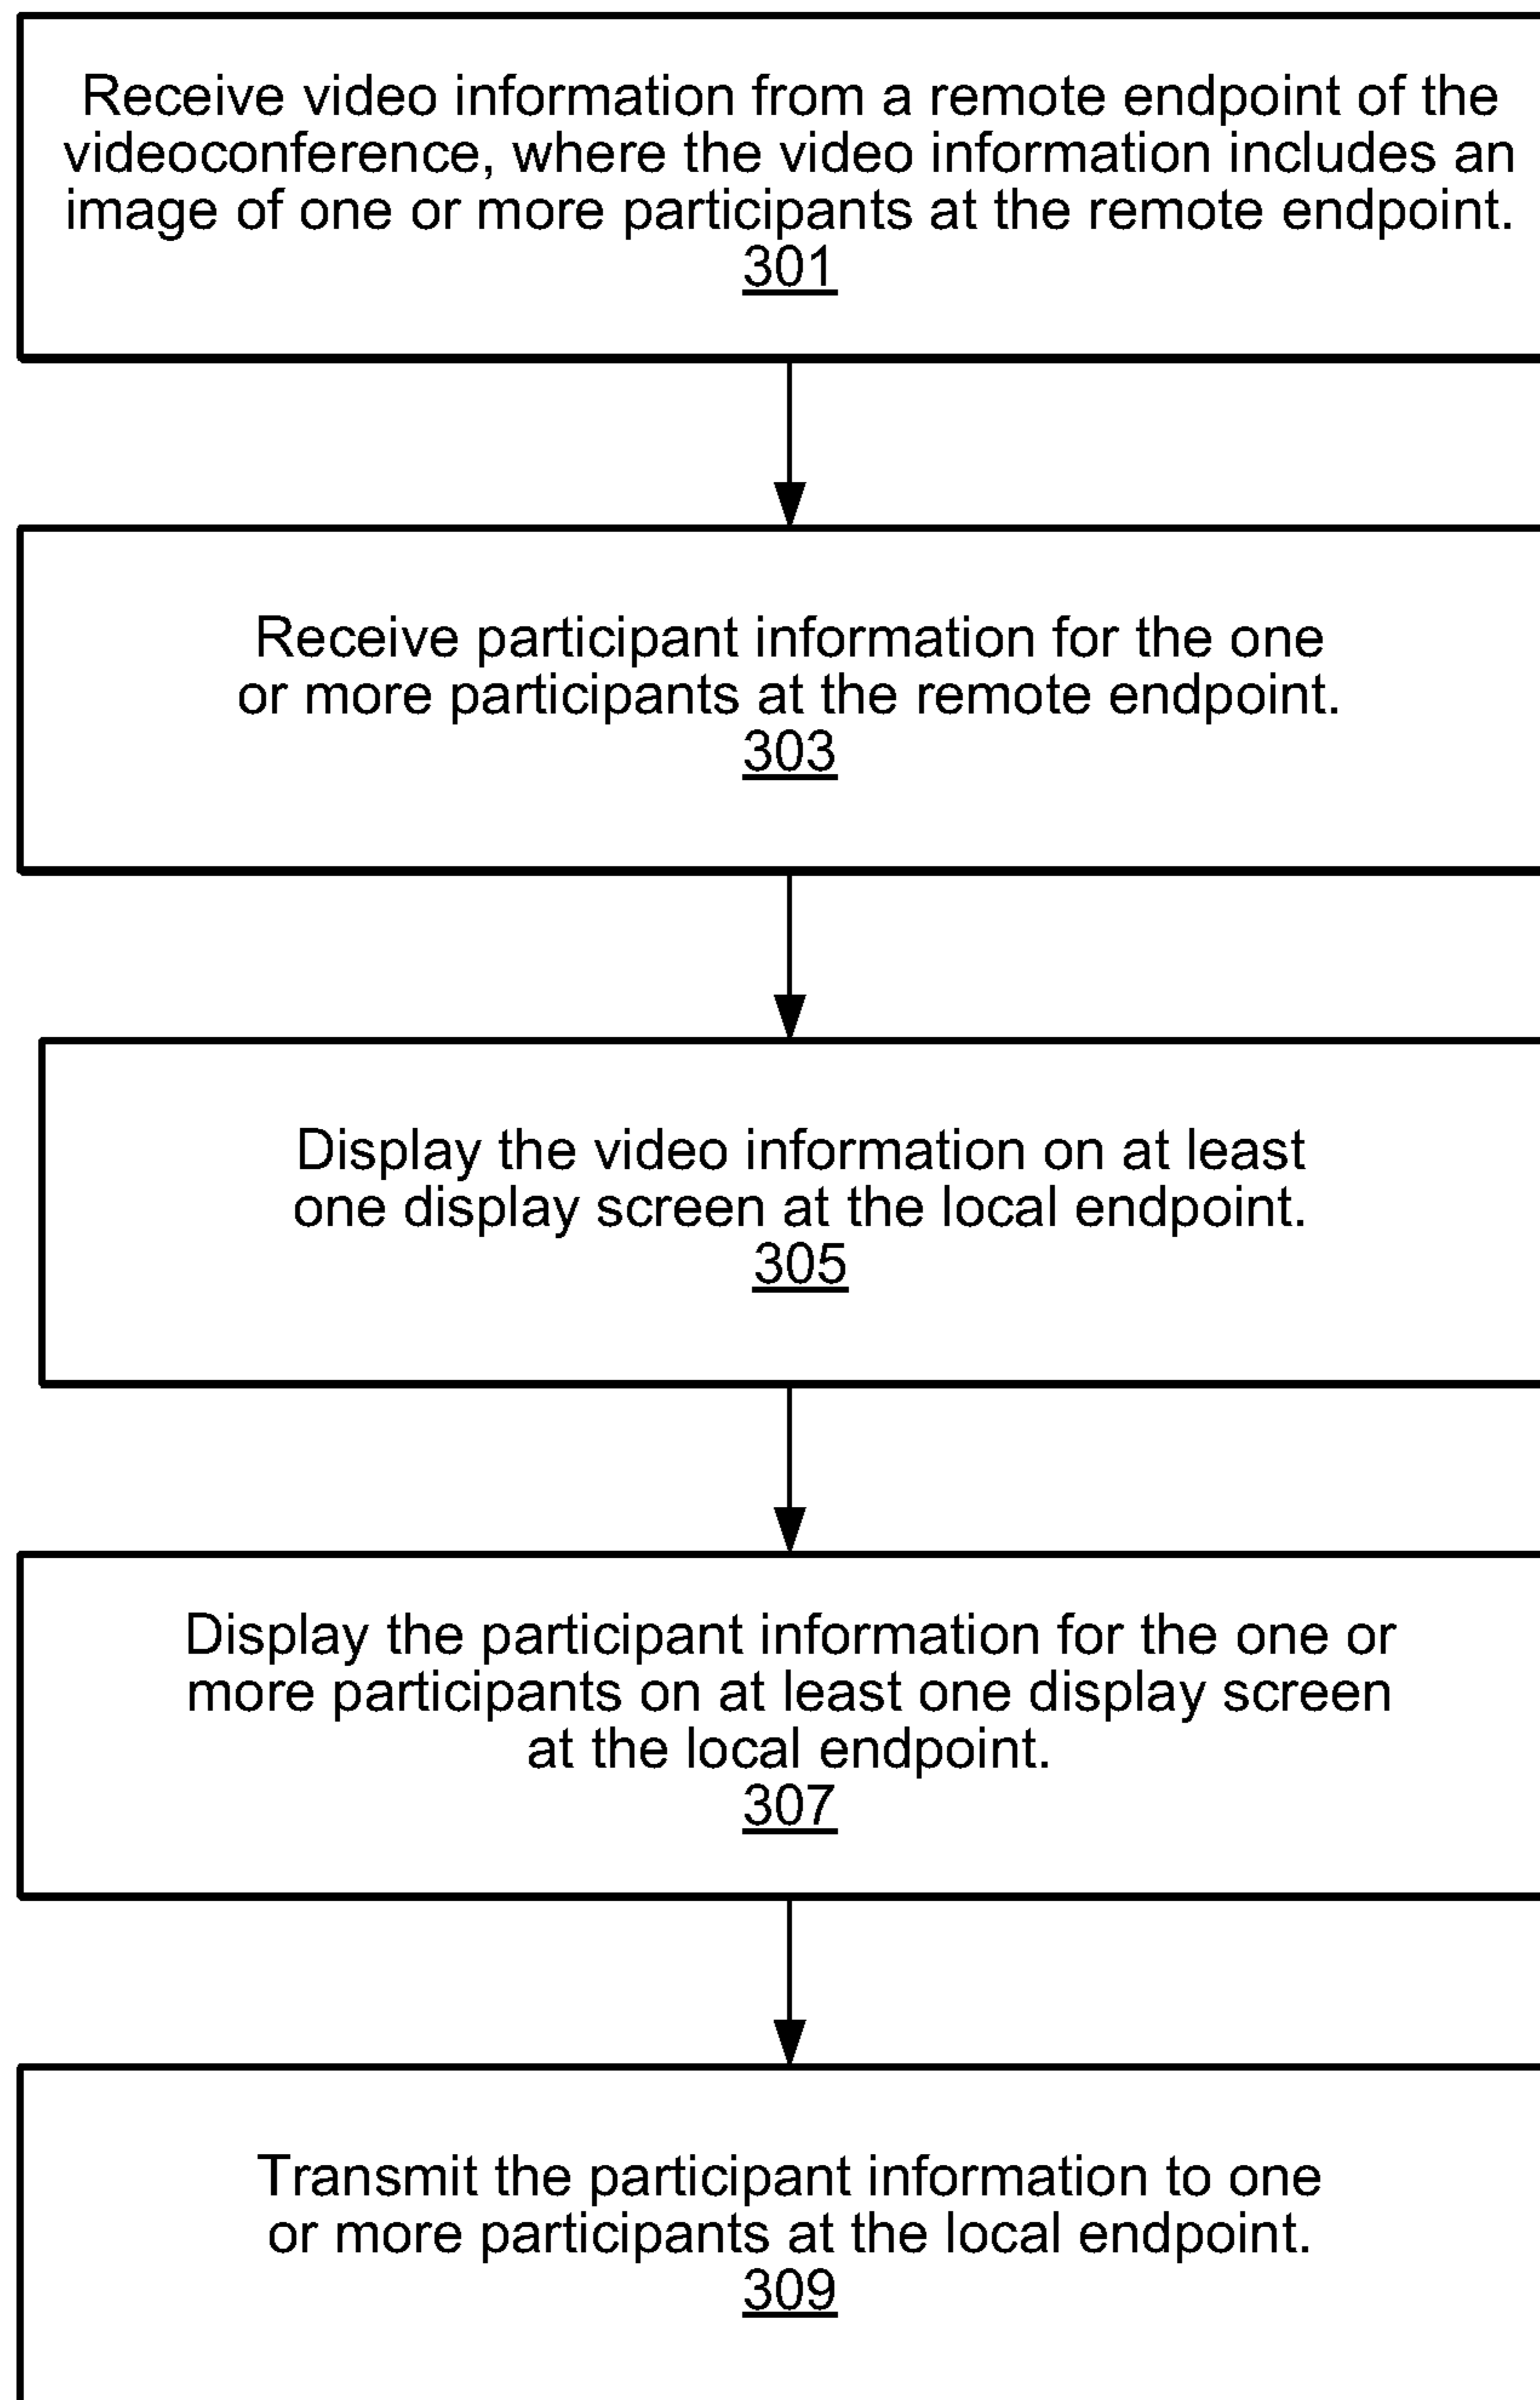 Receive video information from a remote endpoint of the
videoconference, where the video information includes an
image of one or more participants at the remote endpoint.
301
Receive participant information for the one
or more participants at the remote endpoint.
303
Display the video information on at least
one display screen at the local endpoint.
305
Display the participant information for the one or
more participants on at least one display screen
at the local endpoint.
307
Transmit the participant information to one
or more participants at the local endpoint.
309